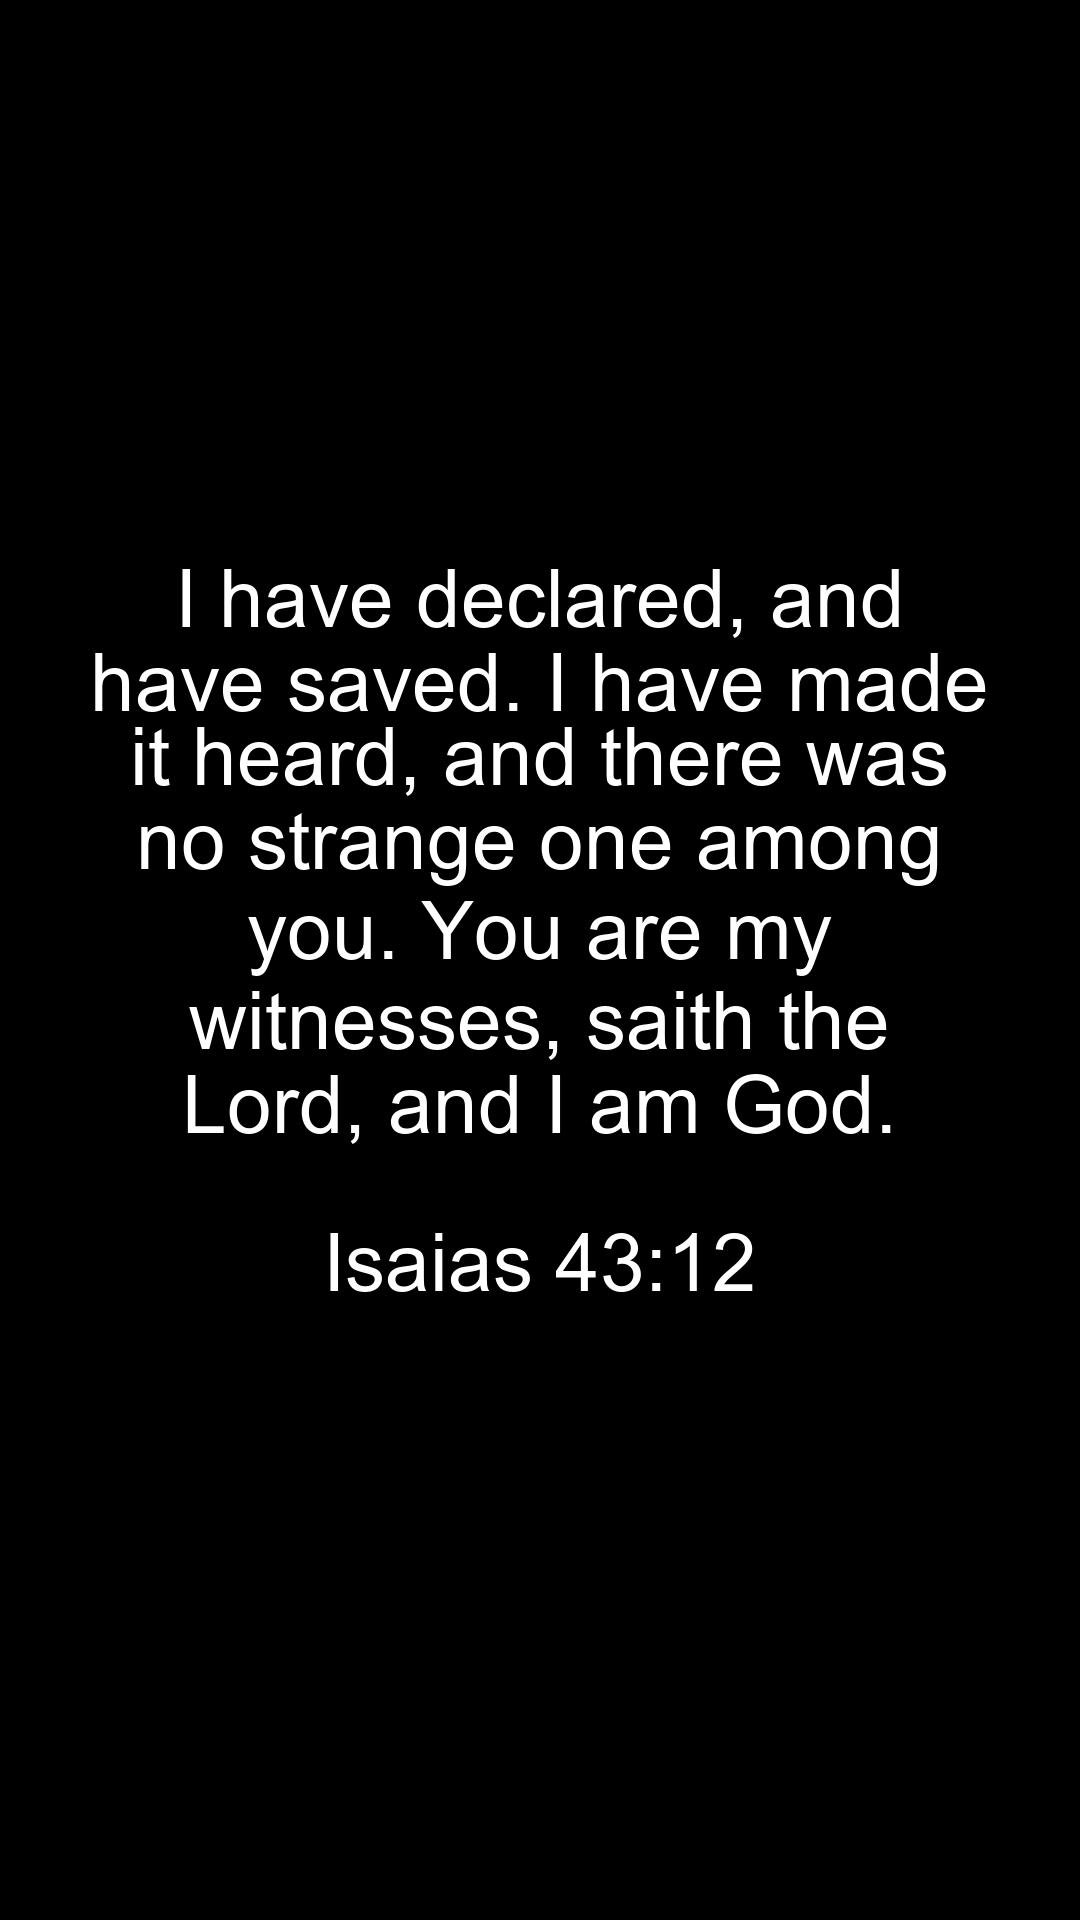 I have declared, and
have saved. I have made
it heard, and there was
no strange one among
you. You are my
witnesses, saith the
Lord, and I am God.
Isaias 43:12